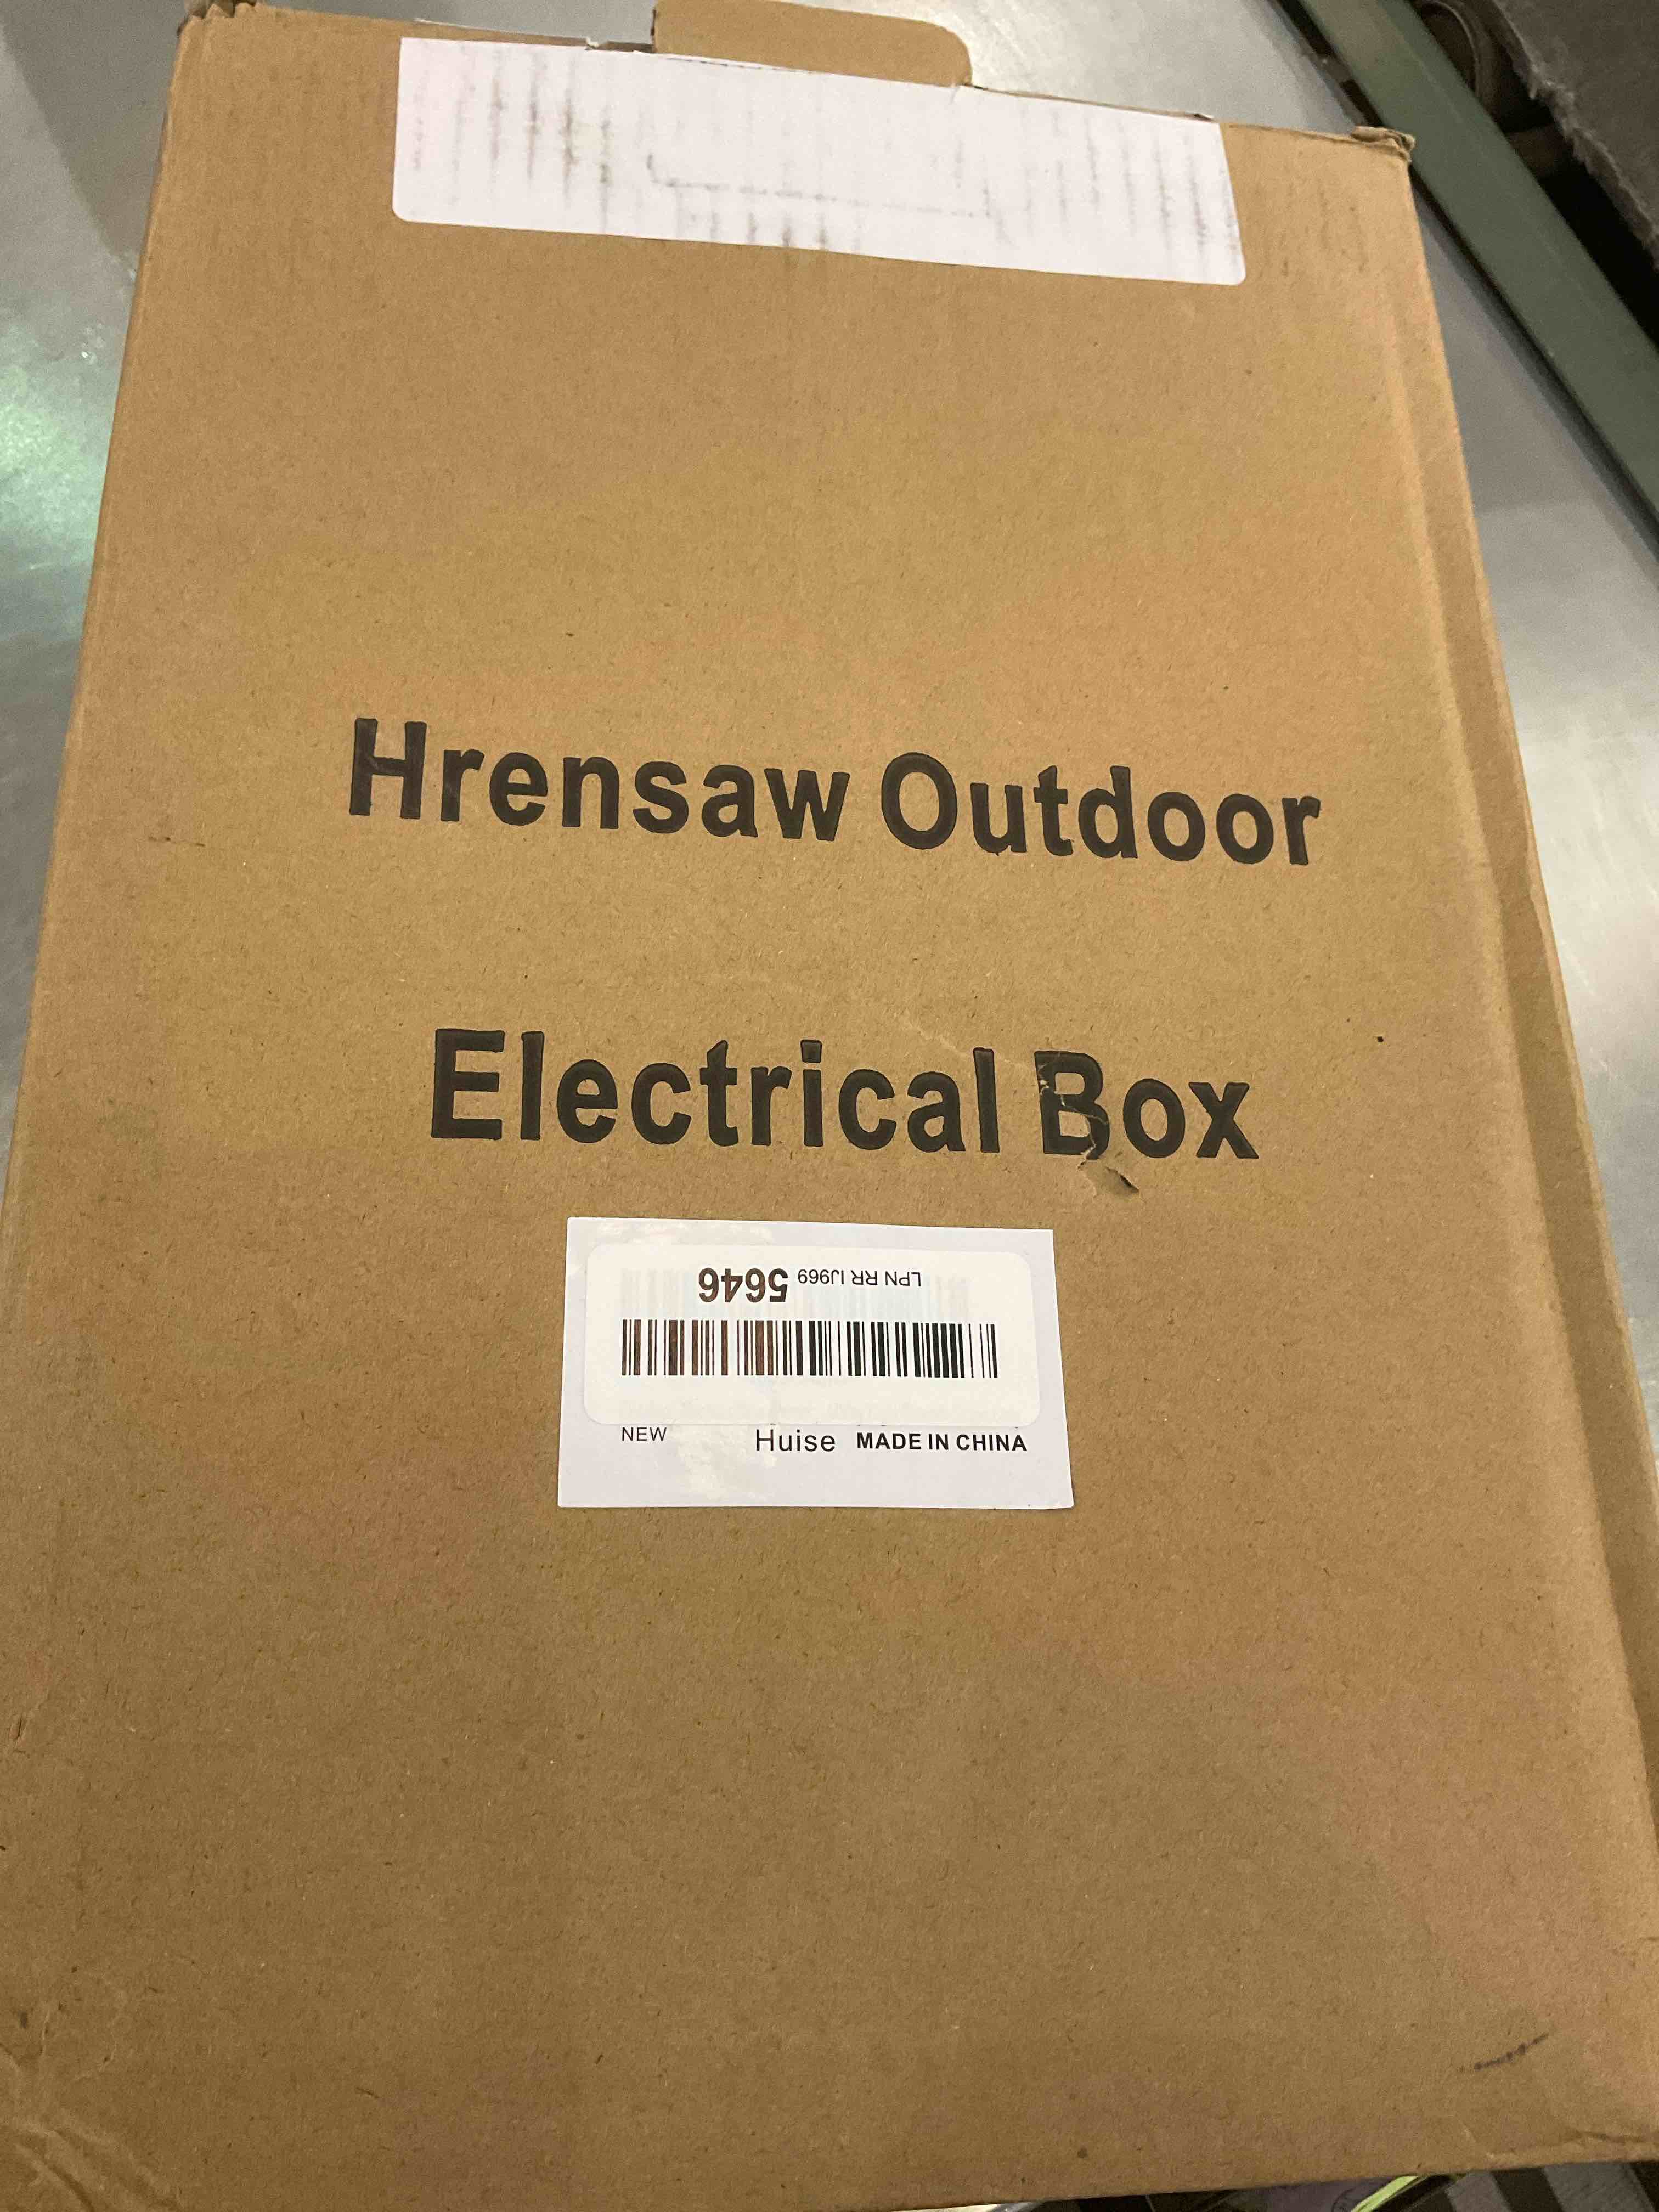 Hrensaw Outdoor
Electrical Box
LPN RR IJ969 5646
NEW Huise MADE IN CHINA